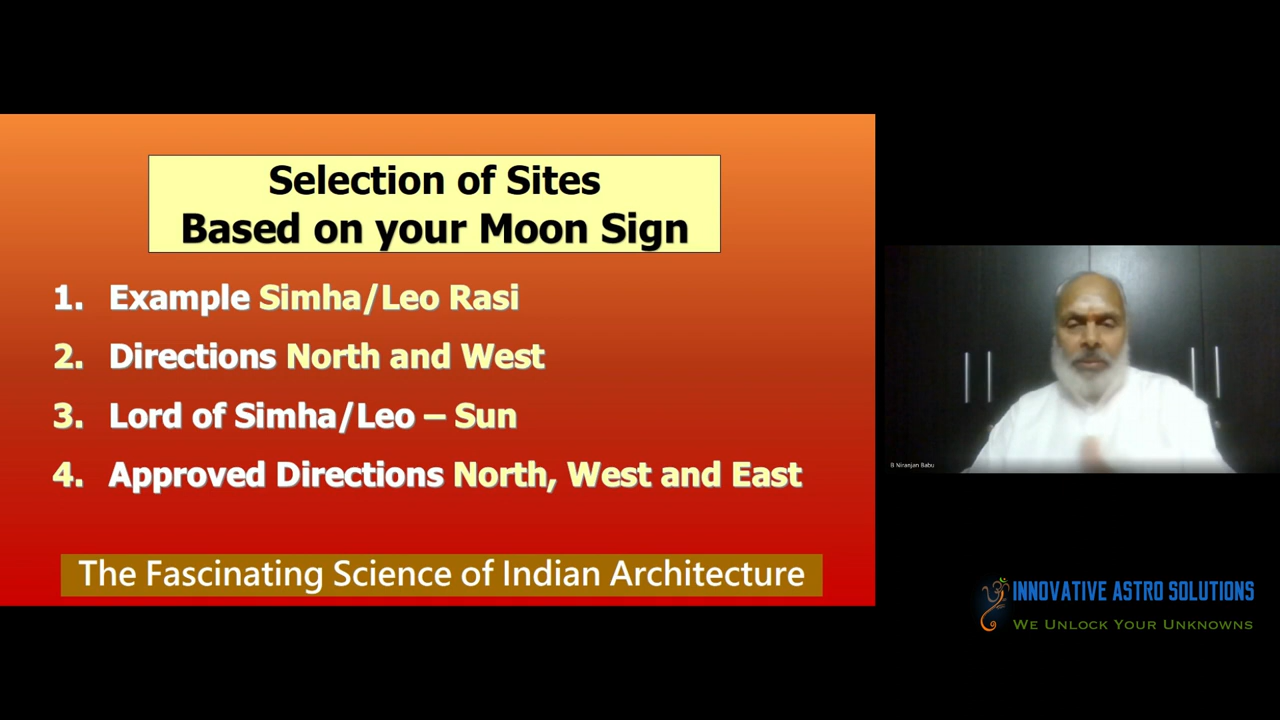 Selection of Sites
Based on your Moon Sign
1. Example Simha/Leo Rasi
2. Directions North and West
3. Lord of Simha/Leo – Sun
4. Approved Directions North, West and East
The Fascinating Science of Indian Architecture
B Niranjan Babu
INNOVATIVE ASTRO SOLUTIONS
WE UNLOCK YOUR UNKNOWNS